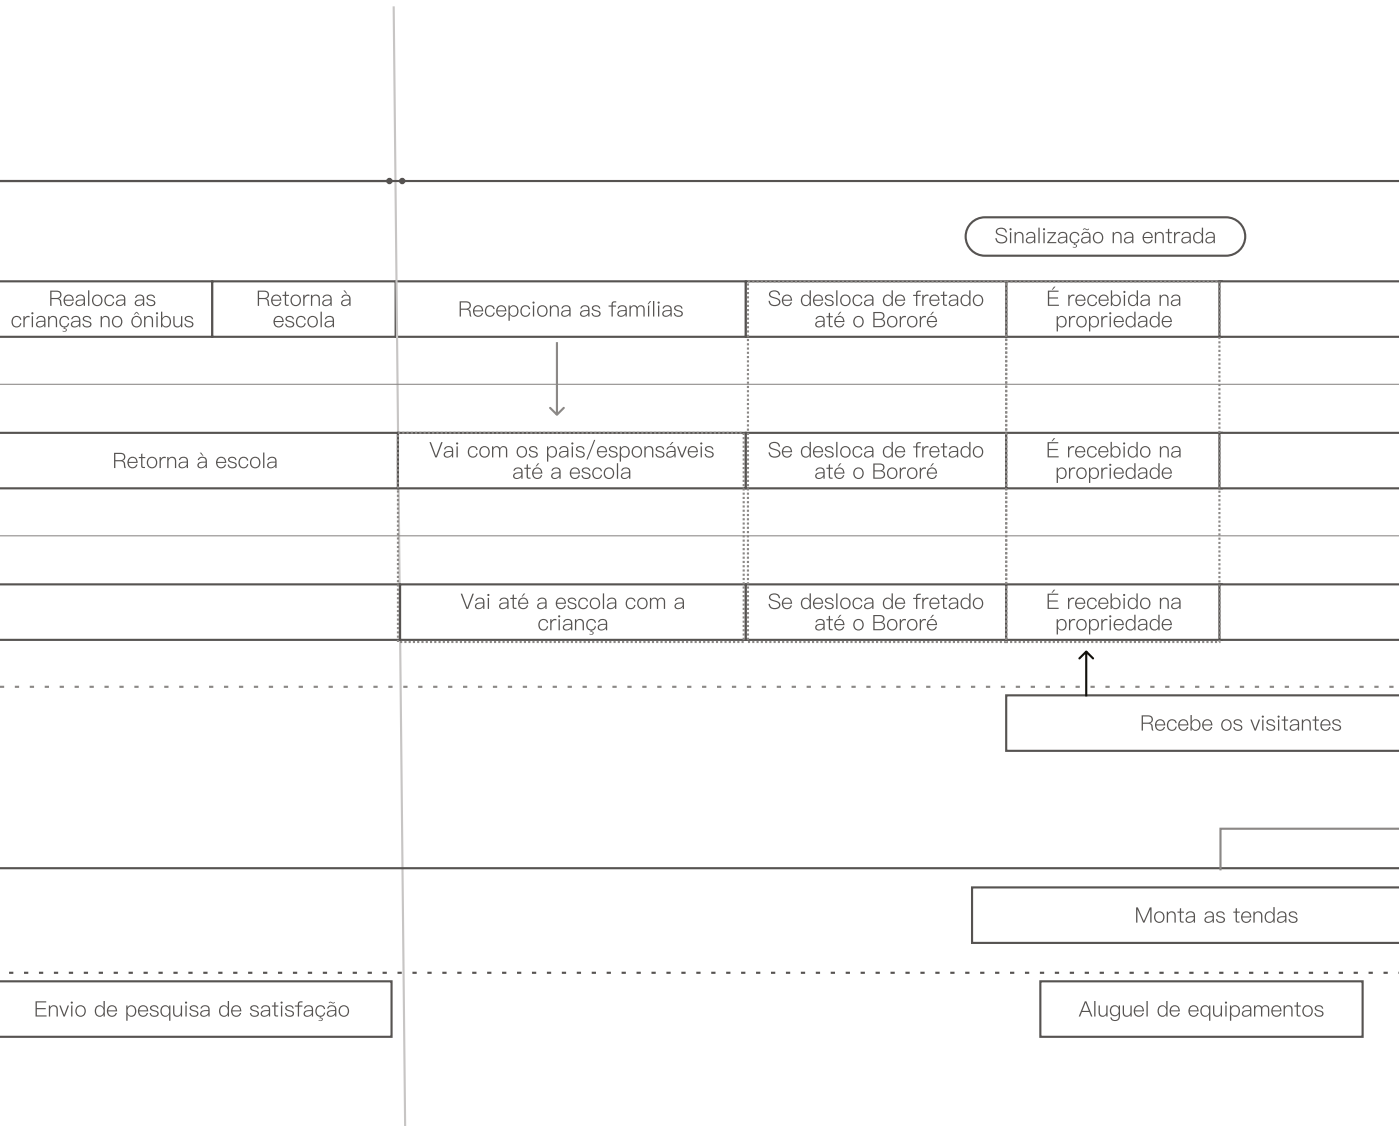 Sinalização na entrada
Realoca as
crianças no ônibus
Retorna à
escola
Recepciona as famílias
Se desloca de fretado
até o Bororé
É recebida na
propriedade
Retorna à escola
Vai com os pais/esponsáveis
até a escola
Se desloca de fretado
até o Bororé
É recebido na
propriedade
Vai até a escola com a
criança
Se desloca de fretado
até o Bororé
É recebido na
propriedade
Recebe os visitantes
Monta as tendas
Envio de pesquisa de satisfação
Aluguel de equipamentos